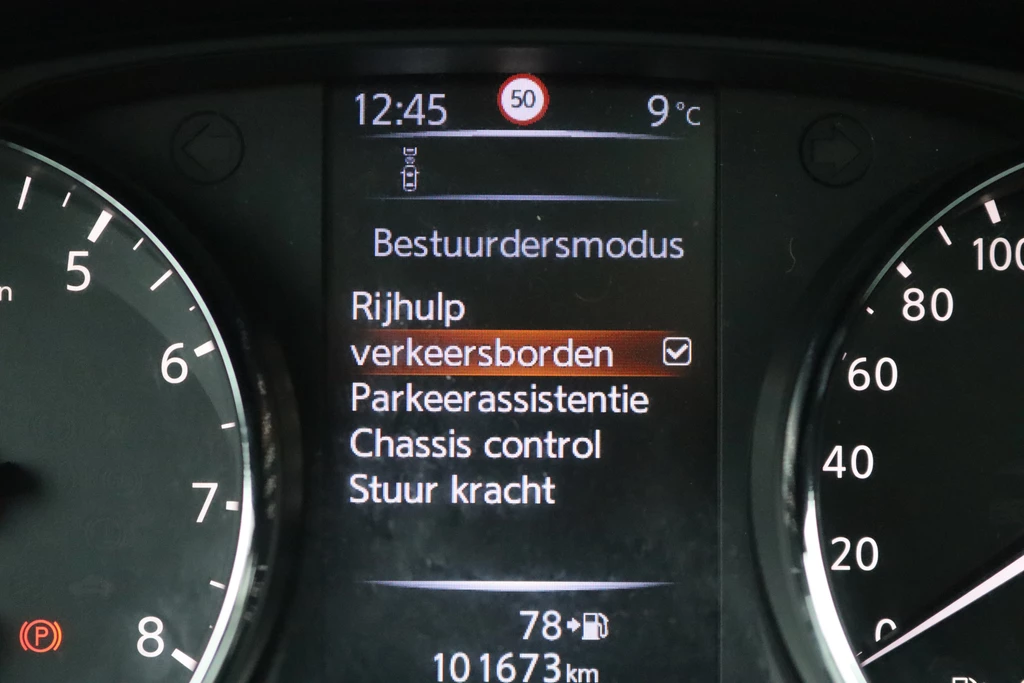 12:45 50 9°C
Bestuurdersmodus
Rijhulp
verkeersborden
Parkeerassistentie
Chassis control
Stuur kracht
78
101673 km
5
6
7
8
P
100
80
60
40
20
0